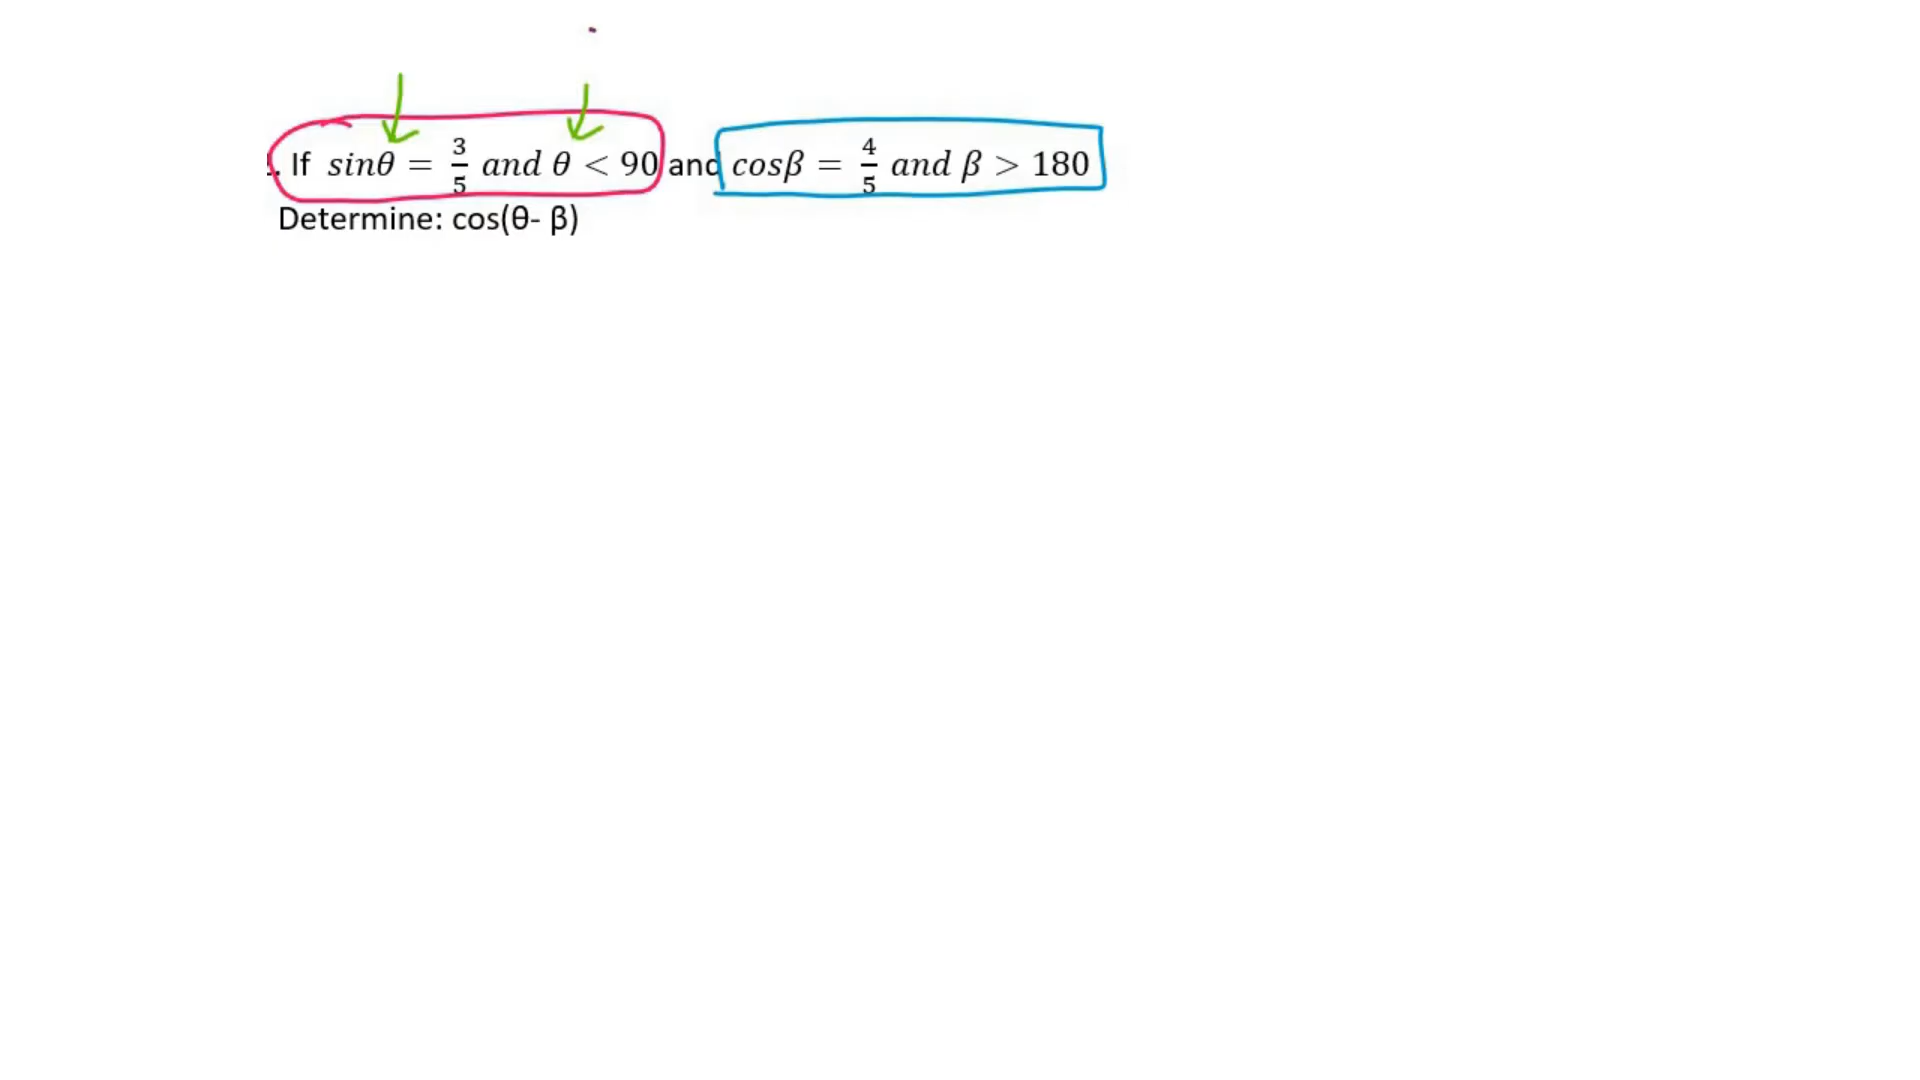 . If sinθ = 3/5 and θ < 90 and cosβ = 4/5 and β > 180
Determine: cos(θ- β)